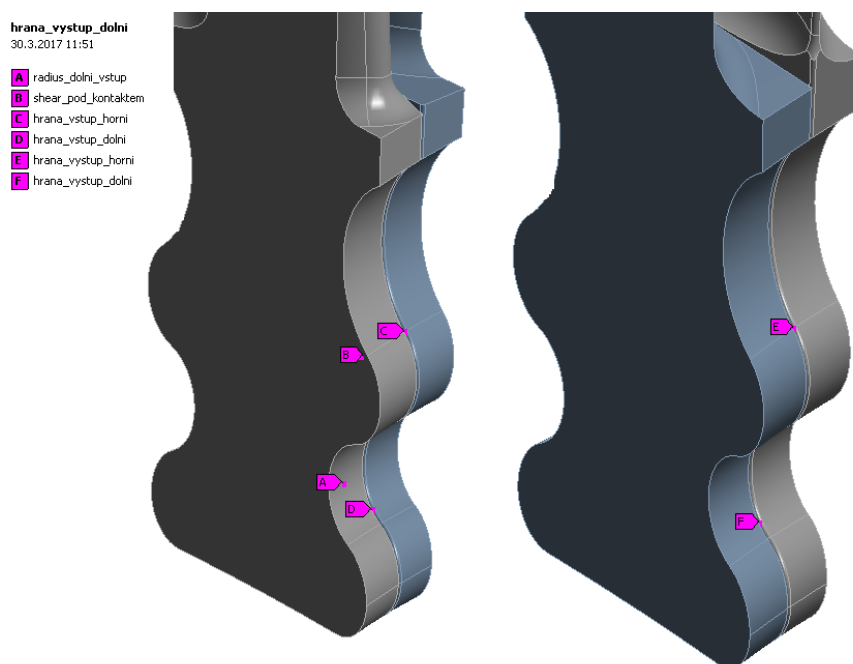 hrana_vystup_dolni
30.3.2017 11:51
A radius_dolni_vstup
B shear_pod_kontaktem
C hrana_vstup_horni
D hrana_vstup_dolni
E hrana_vystup_horni
F hrana_vystup_dolni
C
E
B
A
D
F